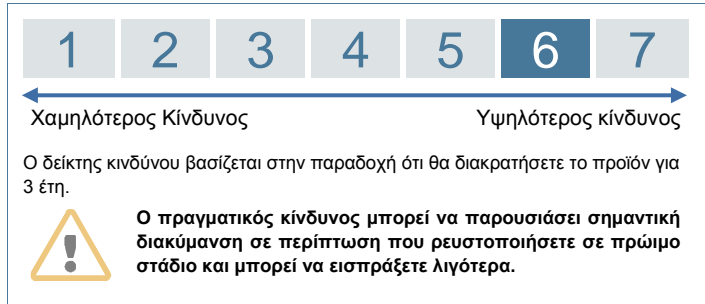 1 2 3 4 5 6 7
Χαμηλότερος Κίνδυνος Υψηλότερος κίνδυνος
Ο δείκτης κινδύνου βασίζεται στην παραδοχή ότι θα διακρατήσετε το προϊόν για
3 έτη.
Ο πραγματικός κίνδυνος μπορεί να παρουσιάσει σημαντική
διακύμανση σε περίπτωση που ρευστοποιήσετε σε πρώιμο
στάδιο και μπορεί να εισπράξετε λιγότερα.